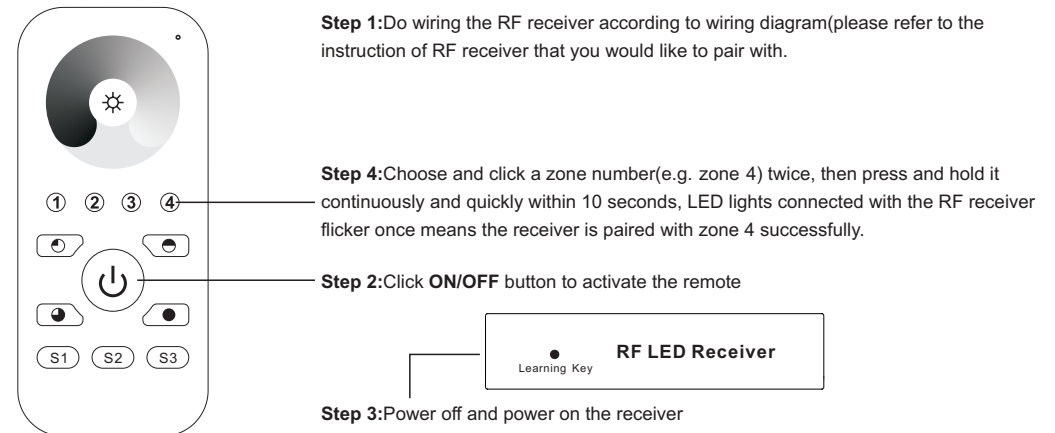 Step 1:Do wiring the RF receiver according to wiring diagram(please refer to the
instruction of RF receiver that you would like to pair with.
Step 4:Choose and click a zone number(e.g. zone 4) twice, then press and hold it
continuously and quickly within 10 seconds, LED lights connected with the RF receiver
flicker once means the receiver is paired with zone 4 successfully.
1 2 3 4
Step 2:Click ON/OFF button to activate the remote
RF LED Receiver
Learning Key
S1 S2 S3
Step 3:Power off and power on the receiver